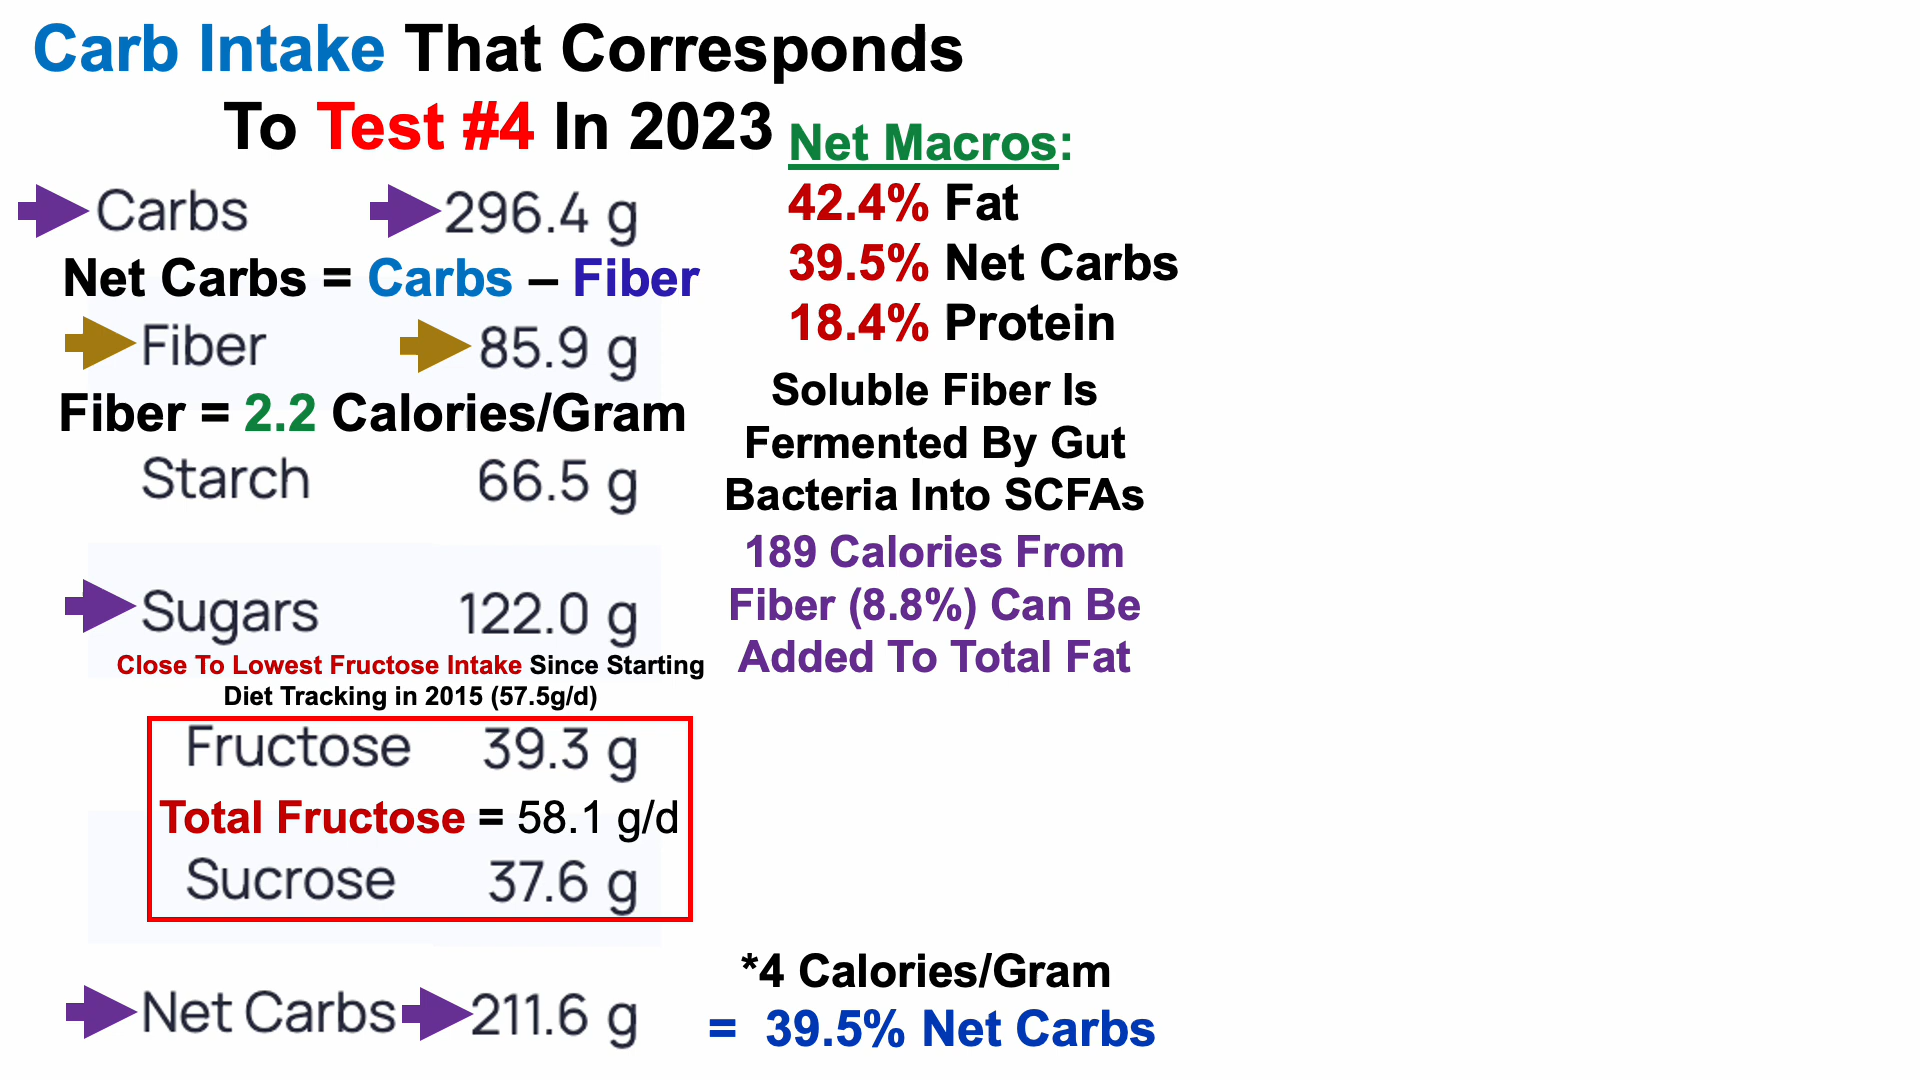 Carb Intake That Corresponds
To Test #4 In 2023
Carbs 296.4 g
Net Carbs = Carbs – Fiber
Fiber 85.9 g
Fiber = 2.2 Calories/Gram
Starch 66.5 g
Sugars 122.0 g
Close To Lowest Fructose Intake Since Starting
Diet Tracking in 2015 (57.5g/d)
Fructose 39.3 g
Total Fructose = 58.1 g/d
Sucrose 37.6 g
Net Carbs 211.6 g
Net Macros:
42.4% Fat
39.5% Net Carbs
18.4% Protein
Soluble Fiber Is
Fermented By Gut
Bacteria Into SCFAs
189 Calories From
Fiber (8.8%) Can Be
Added To Total Fat
*4 Calories/Gram
= 39.5% Net Carbs